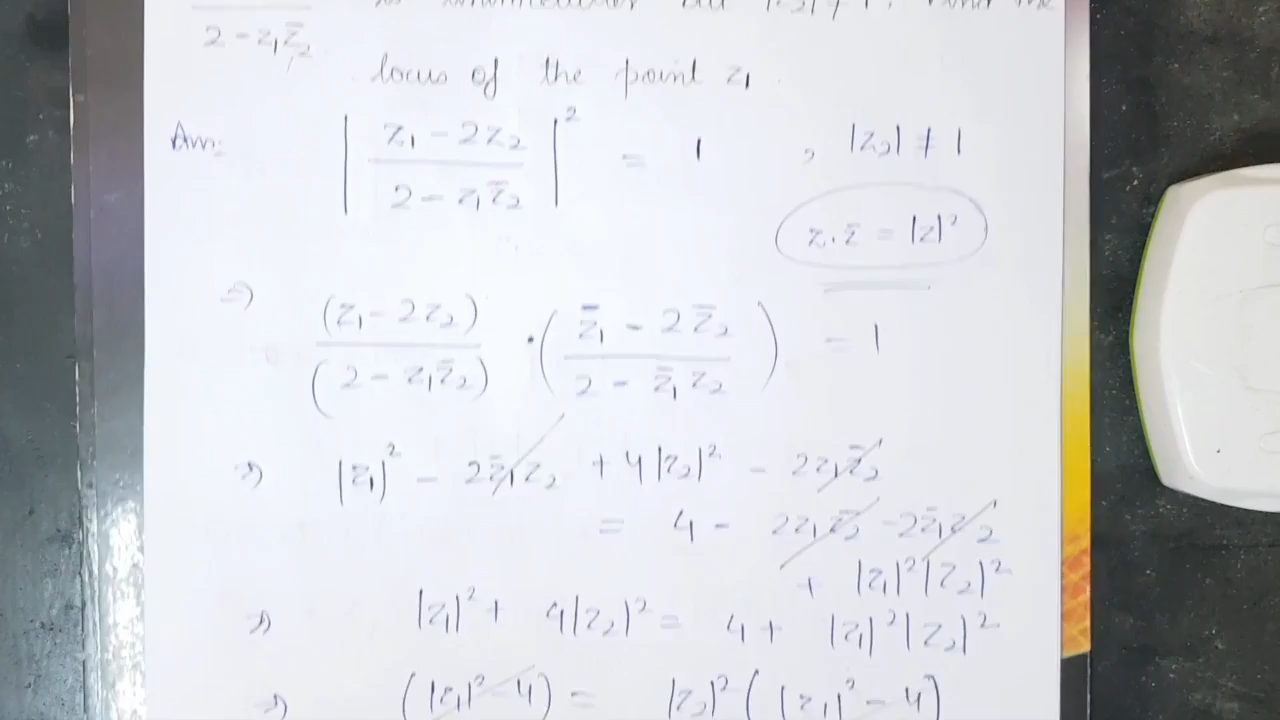 2 - z₁z̄₂
locus of the point z₁
Ans: | (z₁ - 2z₂) / (2 - z₁z̄₂) |² = 1 , |z₂| ≠ 1
z.z̄ = |z|²
⇒ (z₁ - 2z₂) / (2 - z₁z̄₂) · ( (z̄₁ - 2z̄₂) / (2 - z̄₁z₂) ) = 1
⇒ |z₁|² - 2z̄₁z₂ + 4|z₂|² - 2z₁z̄₂
= 4 - 2z₁z̄₂ - 2z̄₁z₂
+ |z₁|²|z₂|²
⇒ |z₁|² + 4|z₂|² = 4 + |z₁|²|z₂|²
⇒ (|z₁|² - 4) = |z₂|² (|z₁|² - 4)